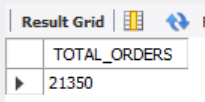 Result Grid
TOTAL_ORDERS
21350